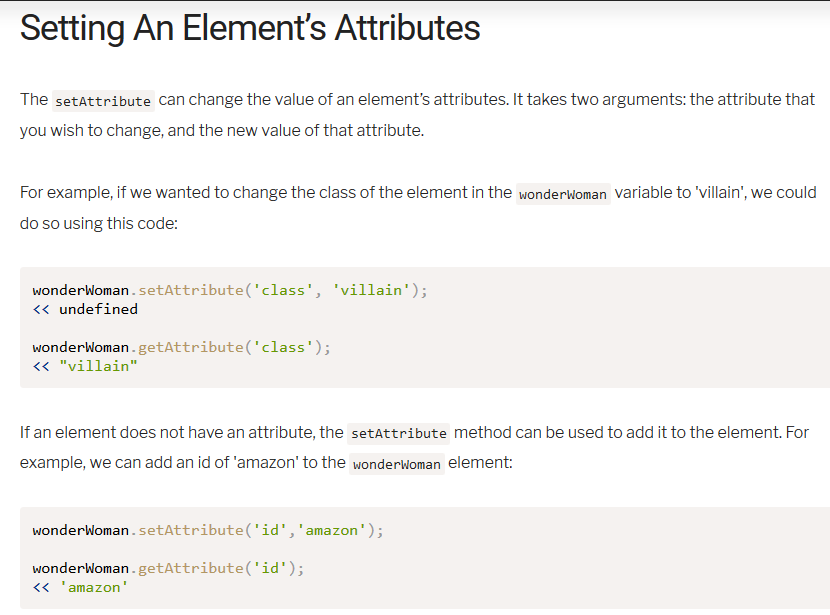 Setting An Element’s Attributes
The setAttribute can change the value of an element’s attributes. It takes two arguments: the attribute that
you wish to change, and the new value of that attribute.
For example, if we wanted to change the class of the element in the wonderWoman variable to 'villain', we could
do so using this code:
wonderWoman.setAttribute('class', 'villain');
<< undefined
wonderWoman.getAttribute('class');
<< "villain"
If an element does not have an attribute, the setAttribute method can be used to add it to the element. For
example, we can add an id of 'amazon' to the wonderWoman element:
wonderWoman.setAttribute('id','amazon');
wonderWoman.getAttribute('id');
<< 'amazon'